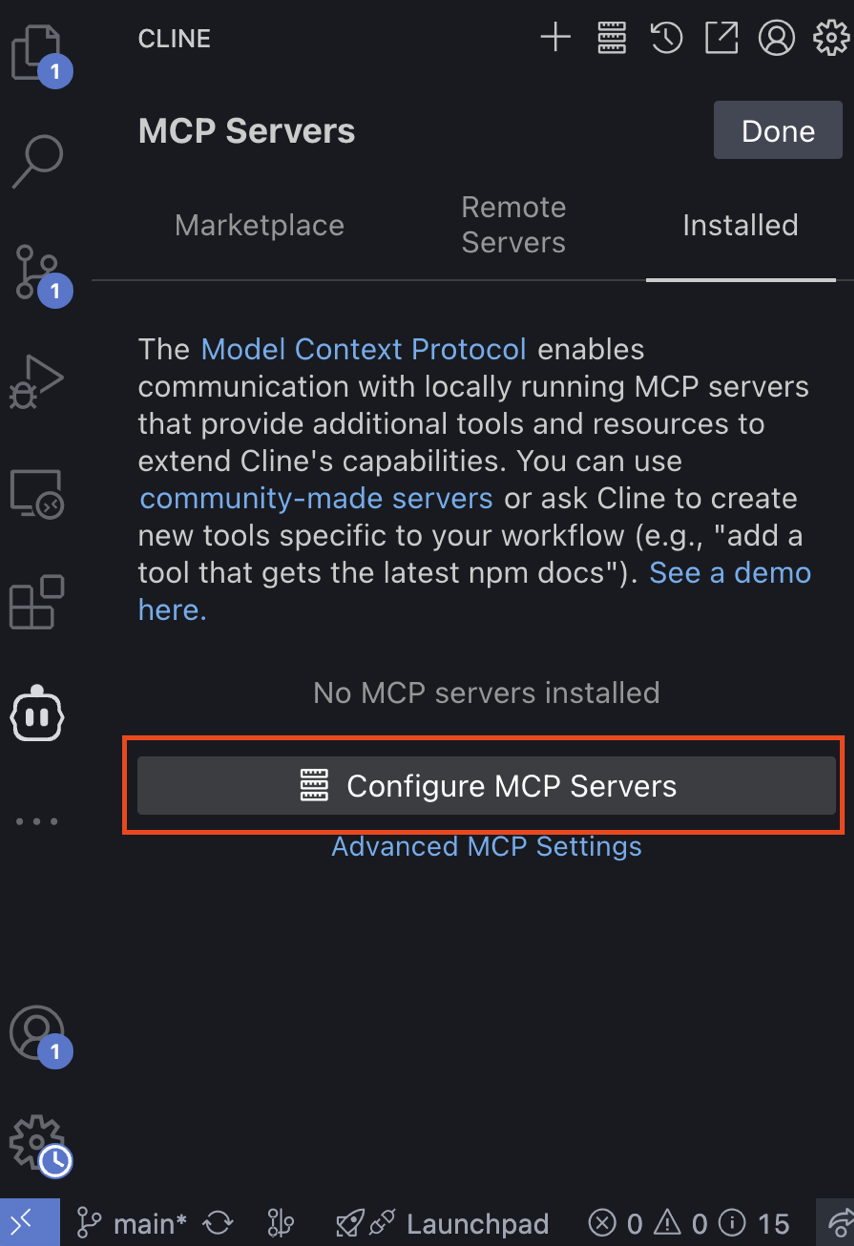 CLINE
1
MCP Servers
Done
Marketplace
Remote
Servers
Installed
1
The Model Context Protocol enables
communication with locally running MCP servers
that provide additional tools and resources to
extend Cline's capabilities. You can use
community-made servers or ask Cline to create
new tools specific to your workflow (e.g., "add a
tool that gets the latest npm docs"). See a demo
here.
No MCP servers installed
Configure MCP Servers
Advanced MCP Settings
1
main* Launchpad 0 0 15